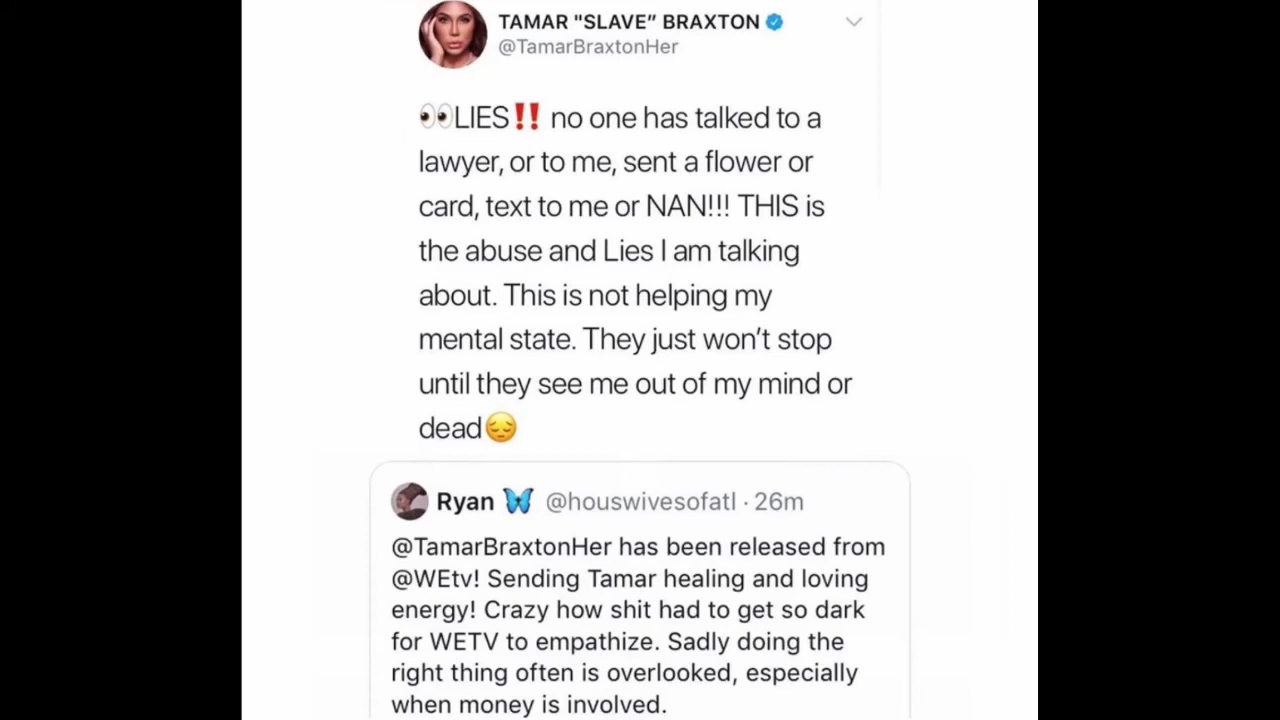 TAMAR "SLAVE” BRAXTON
@TamarBraxtonHer
👀LIES‼️ no one has talked to a
lawyer, or to me, sent a flower or
card, text to me or NAN!!! THIS is
the abuse and Lies I am talking
about. This is not helping my
mental state. They just won’t stop
until they see me out of my mind or
dead😔
Ryan 🦋 @houswivesofatl · 26m
@TamarBraxtonHer has been released from
@WEtv! Sending Tamar healing and loving
energy! Crazy how shit had to get so dark
for WETV to empathize. Sadly doing the
right thing often is overlooked, especially
when money is involved.